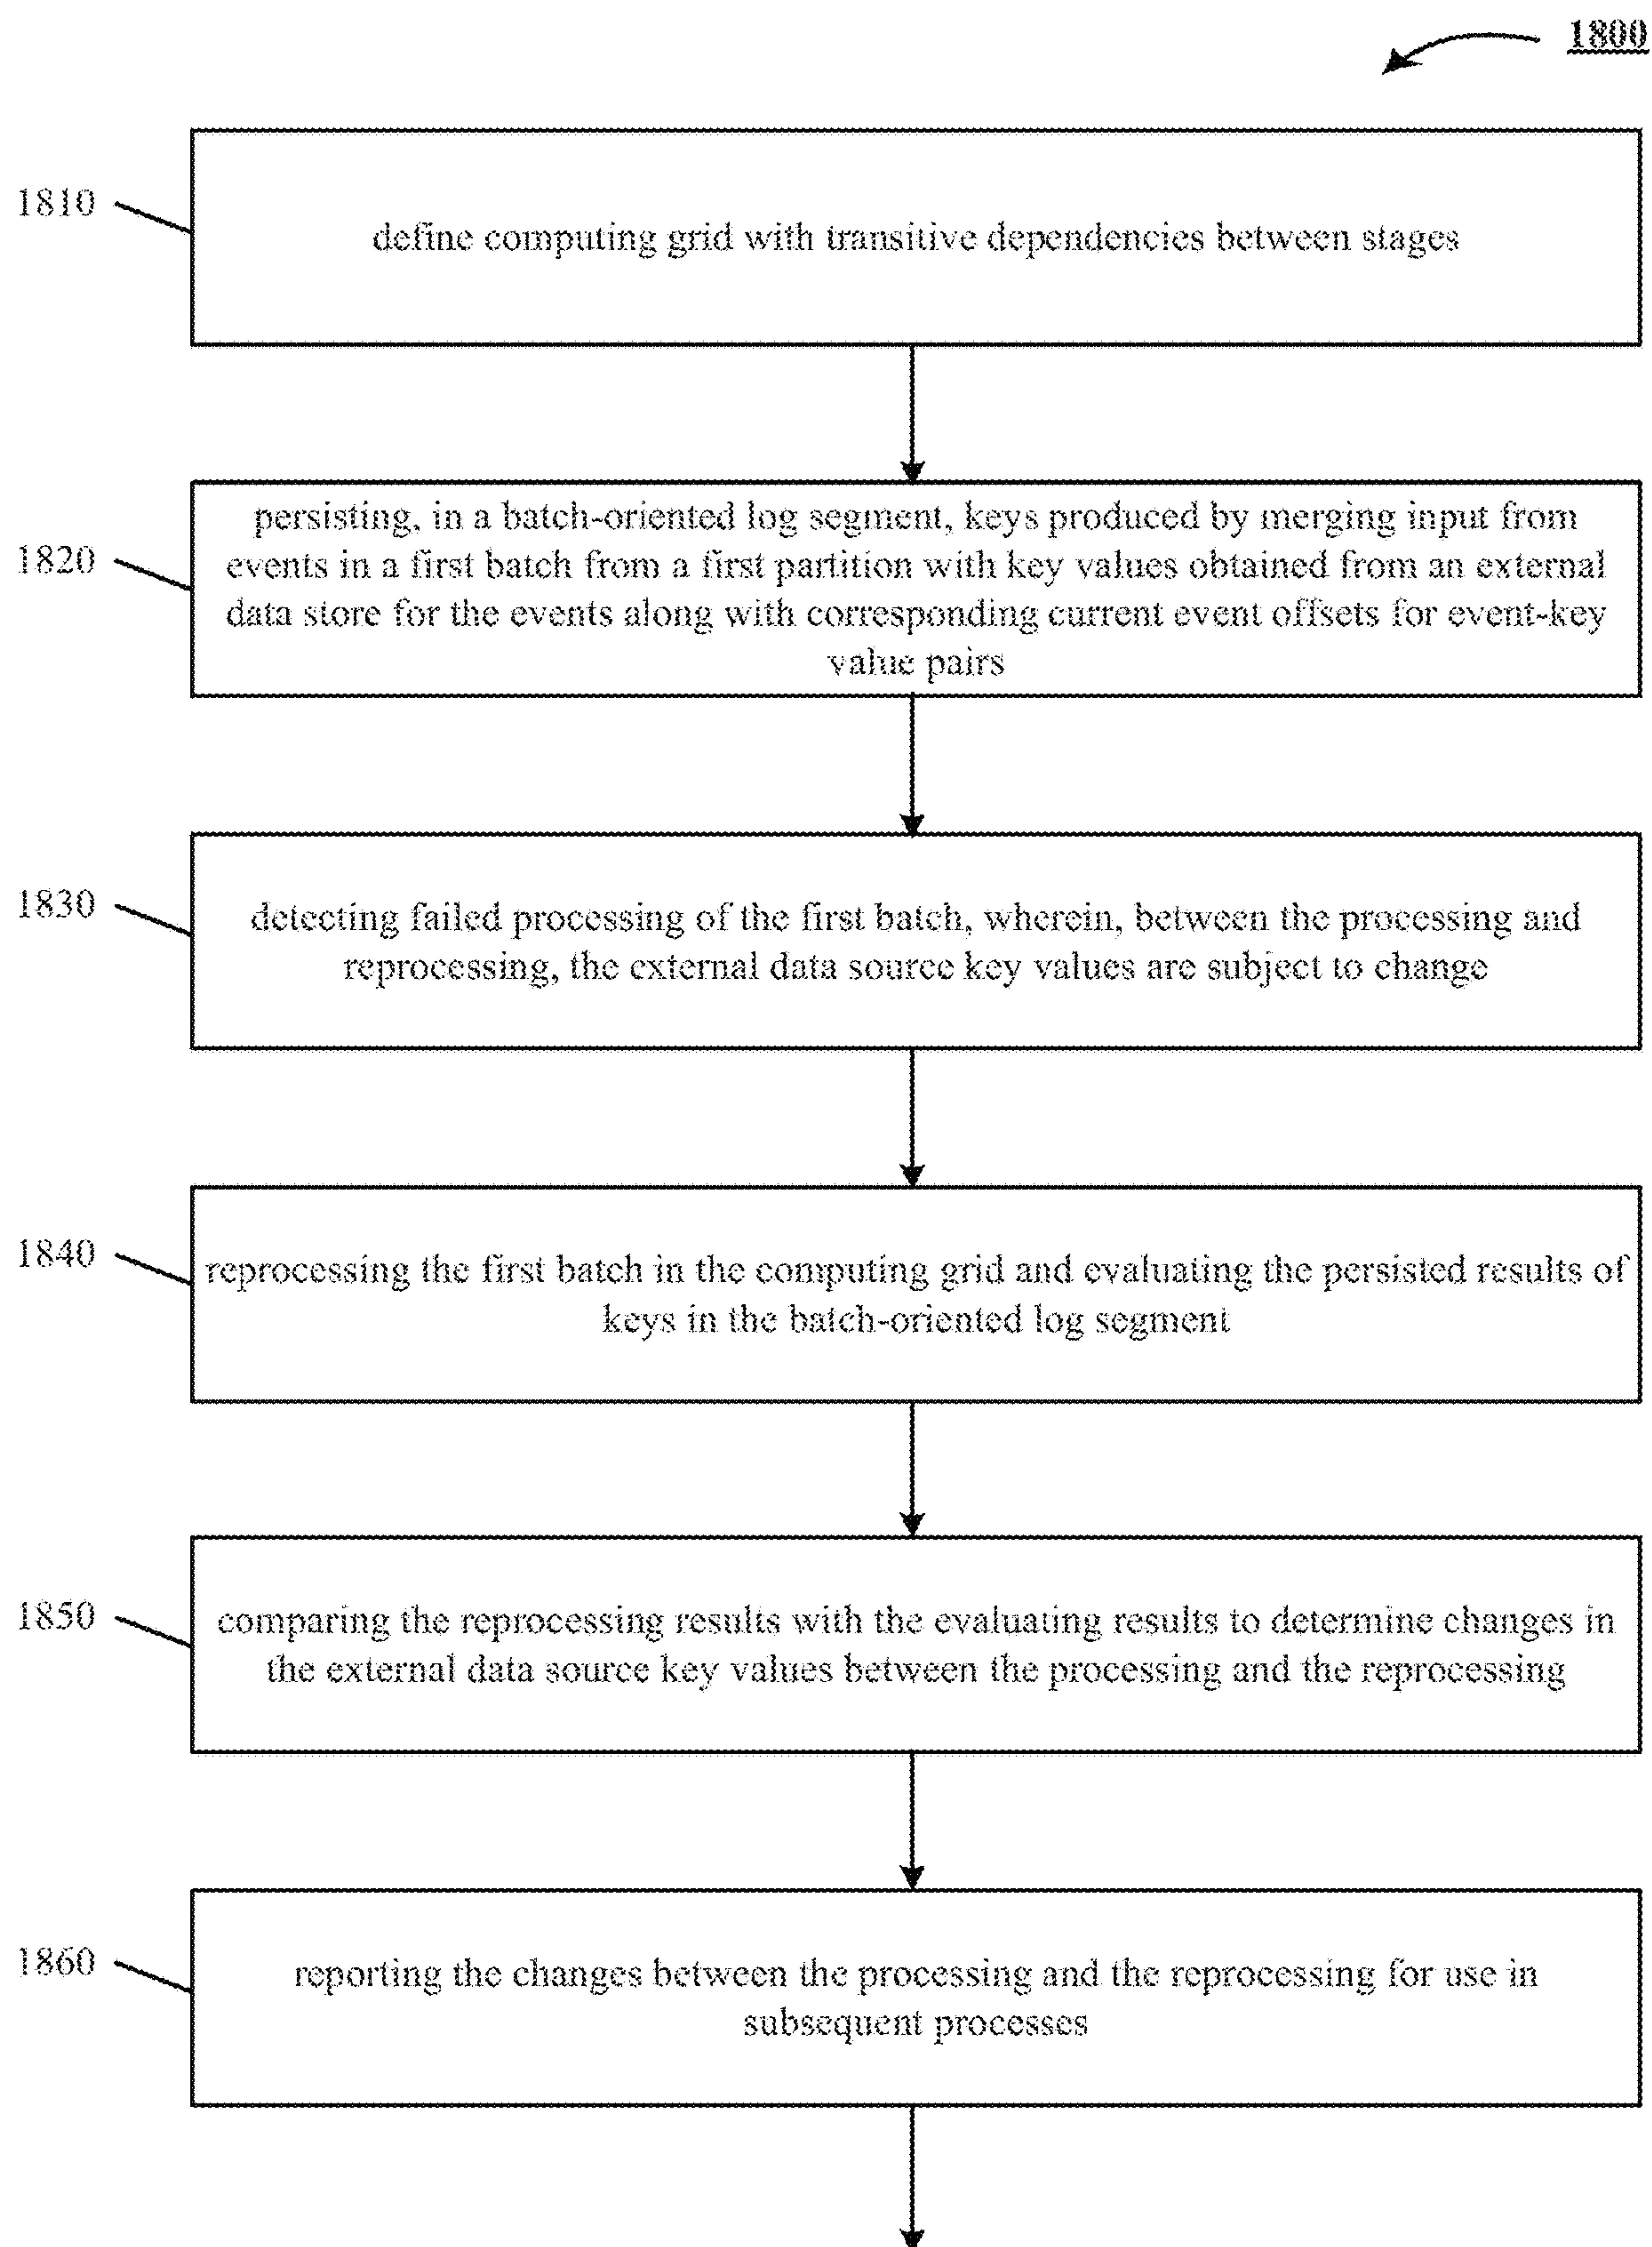 1800
1810
define computing grid with transitive dependencies between stages
1820
persisting, in a batch-oriented log segment, keys produced by merging input from
events in a first batch from a first partition with key values obtained from an external
data store for the events along with corresponding current event offsets for event-key
value pairs
1830
detecting failed processing of the first batch, wherein, between the processing and
reprocessing, the external data source key values are subject to change
1840
reprocessing the first batch in the computing grid and evaluating the persisted results of
keys in the batch-oriented log segment
1850
comparing the reprocessing results with the evaluating results to determine changes in
the external data source key values between the processing and the reprocessing
1860
reporting the changes between the processing and the reprocessing for use in
subsequent processes